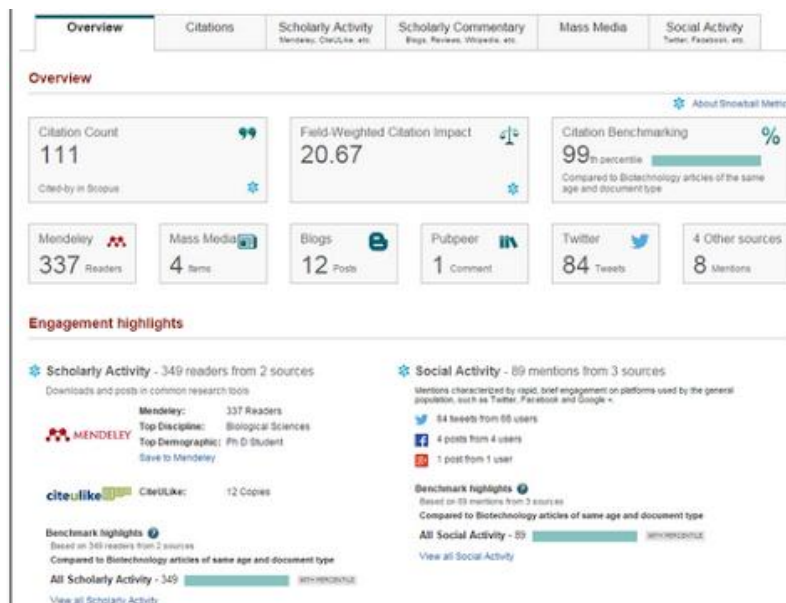 Overview
Citations
Scholarly Activity
Mendeley, CiteULike, etc.
Scholarly Commentary
Blogs, Reviews, Wikipedia, etc.
Mass Media
Social Activity
Twitter, Facebook, etc.
Overview
About Snowball Metric
Citation Count
111
Cited-by in Scopus
Field-Weighted Citation Impact
20.67
Citation Benchmarking
%
99th percentile
Compared to Biotechnology articles of the same
age and document type
Mendeley
337 Readers
Mass Media
4 Items
Blogs
12 Posts
Pubpeer
1 Comment
Twitter
84 Tweets
4 Other sources
8 Mentions
Engagement highlights
Scholarly Activity - 349 readers from 2 sources
Downloads and posts in common research tools
MENDELEY
Mendeley: 337 Readers
Top Discipline: Biological Sciences
Top Demographic: Ph D Student
Save to Mendeley
citeulike
CiteULike: 12 Copies
Benchmark highlights
Based on 349 readers from 2 sources
Compared to Biotechnology articles of same age and document type
All Scholarly Activity - 349
View all Scholarly Activity
Social Activity - 89 mentions from 3 sources
Mentions characterized by rapid, brief engagement on platforms used by the general
population, such as Twitter, Facebook and Google +.
84 tweets from users
4 posts from 4 users
1 post from 1 user
Benchmark highlights
Based on 89 mentions from 3 sources
Compared to Biotechnology articles of same age and document type
All Social Activity - 89
View all Social Activity